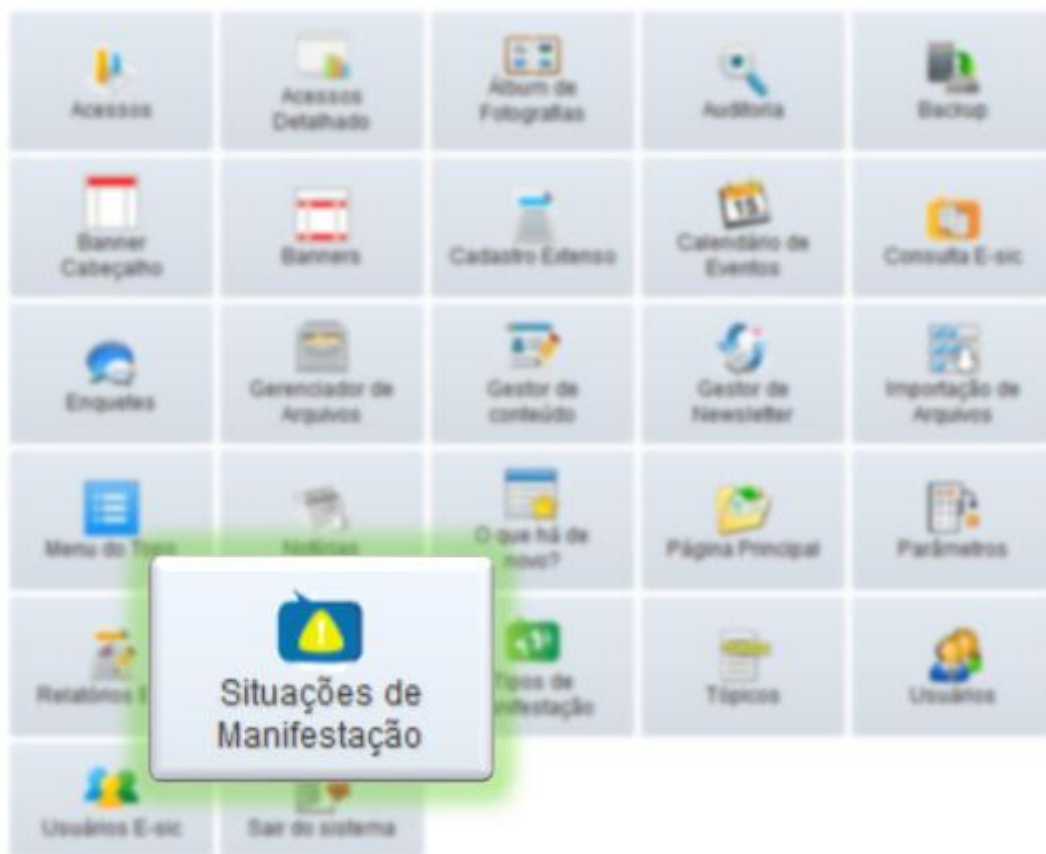 Acessos
Acessos
Detalhado
Álbum de
Fotografias
Auditoria
Backup
Banner
Cabeçalho
Banners
Cadastro Extenso
Calendário de
Eventos
Consulta E-sic
Enquetes
Gerenciador de
Arquivos
Gestor de
conteúdo
Gestor de
Newsletter
Importação de
Arquivos
Menu do Topo
Notícias
O que há de
novo?
Página Principal
Parâmetros
Relatórios
Situações de
Manifestação
Tipos de
Tópicos
Usuários
Usuários E-sic
Sair do sistema